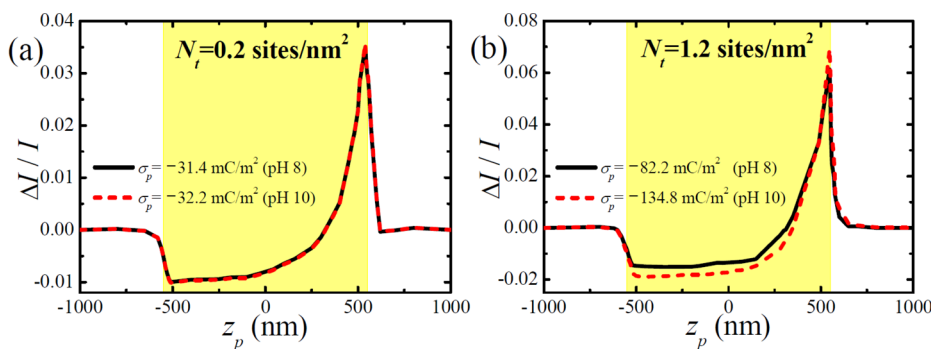 (a)
N_t=0.2 sites/nm²
σ_p= −31.4 mC/m² (pH 8)
σ_p= −32.2 mC/m² (pH 10)
0.04
0.03
0.02
0.01
0.00
-0.01
ΔI / I
-1000 -500 0 500 1000
z_p (nm)
(b)
N_t=1.2 sites/nm²
σ_p= −82.2 mC/m² (pH 8)
σ_p= −134.8 mC/m² (pH 10)
0.08
0.06
0.04
0.02
0.00
-0.02
ΔI / I
-1000 -500 0 500 1000
z_p (nm)